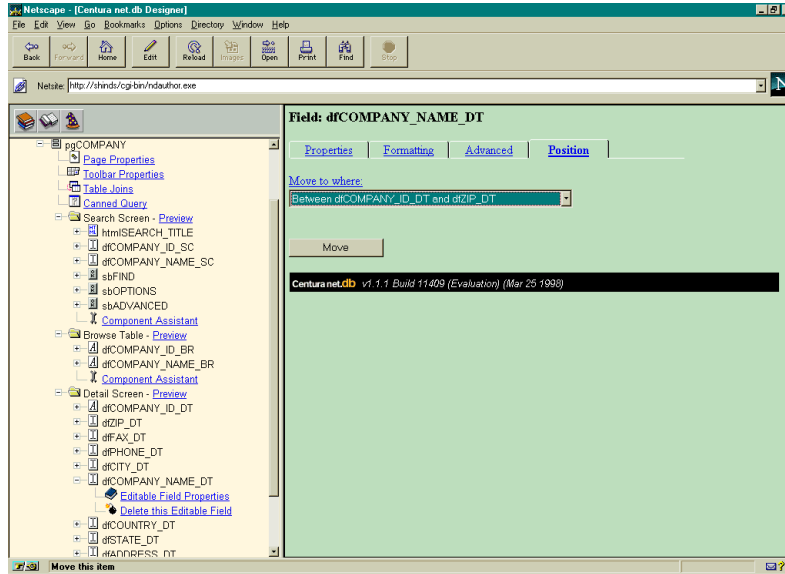 Netscape - [Centura net.db Designer]
File Edit View Go Bookmarks Options Directory Window Help
Back Forward Home Edit Reload Images Open Print Find Stop
Netsite: http://shinds/cgi-bin/ndauthor.exe
N
pgCOMPANY
Page Properties
Toolbar Properties
Table Joins
Canned Query
Search Screen - Preview
htmlSEARCH_TITLE
dfCOMPANY_ID_SC
dfCOMPANY_NAME_SC
sbFIND
sbOPTIONS
sbADVANCED
Component Assistant
Browse Table - Preview
dfCOMPANY_ID_BR
dfCOMPANY_NAME_BR
Component Assistant
Detail Screen - Preview
dfCOMPANY_ID_DT
dfZIP_DT
dfFAX_DT
dfPHONE_DT
dfCITY_DT
dfCOMPANY_NAME_DT
Editable Field Properties
Delete this Editable Field
dfCOUNTRY_DT
dfSTATE_DT
dfADDRESS_DT
Field: dfCOMPANY_NAME_DT
Properties Formatting Advanced Position
Move to where:
Between dfCOMPANY_ID_DT and dfZIP_DT
Move
Centura net.db v1.1.1 Build 11409 (Evaluation) (Mar 25 1998)
Move this item